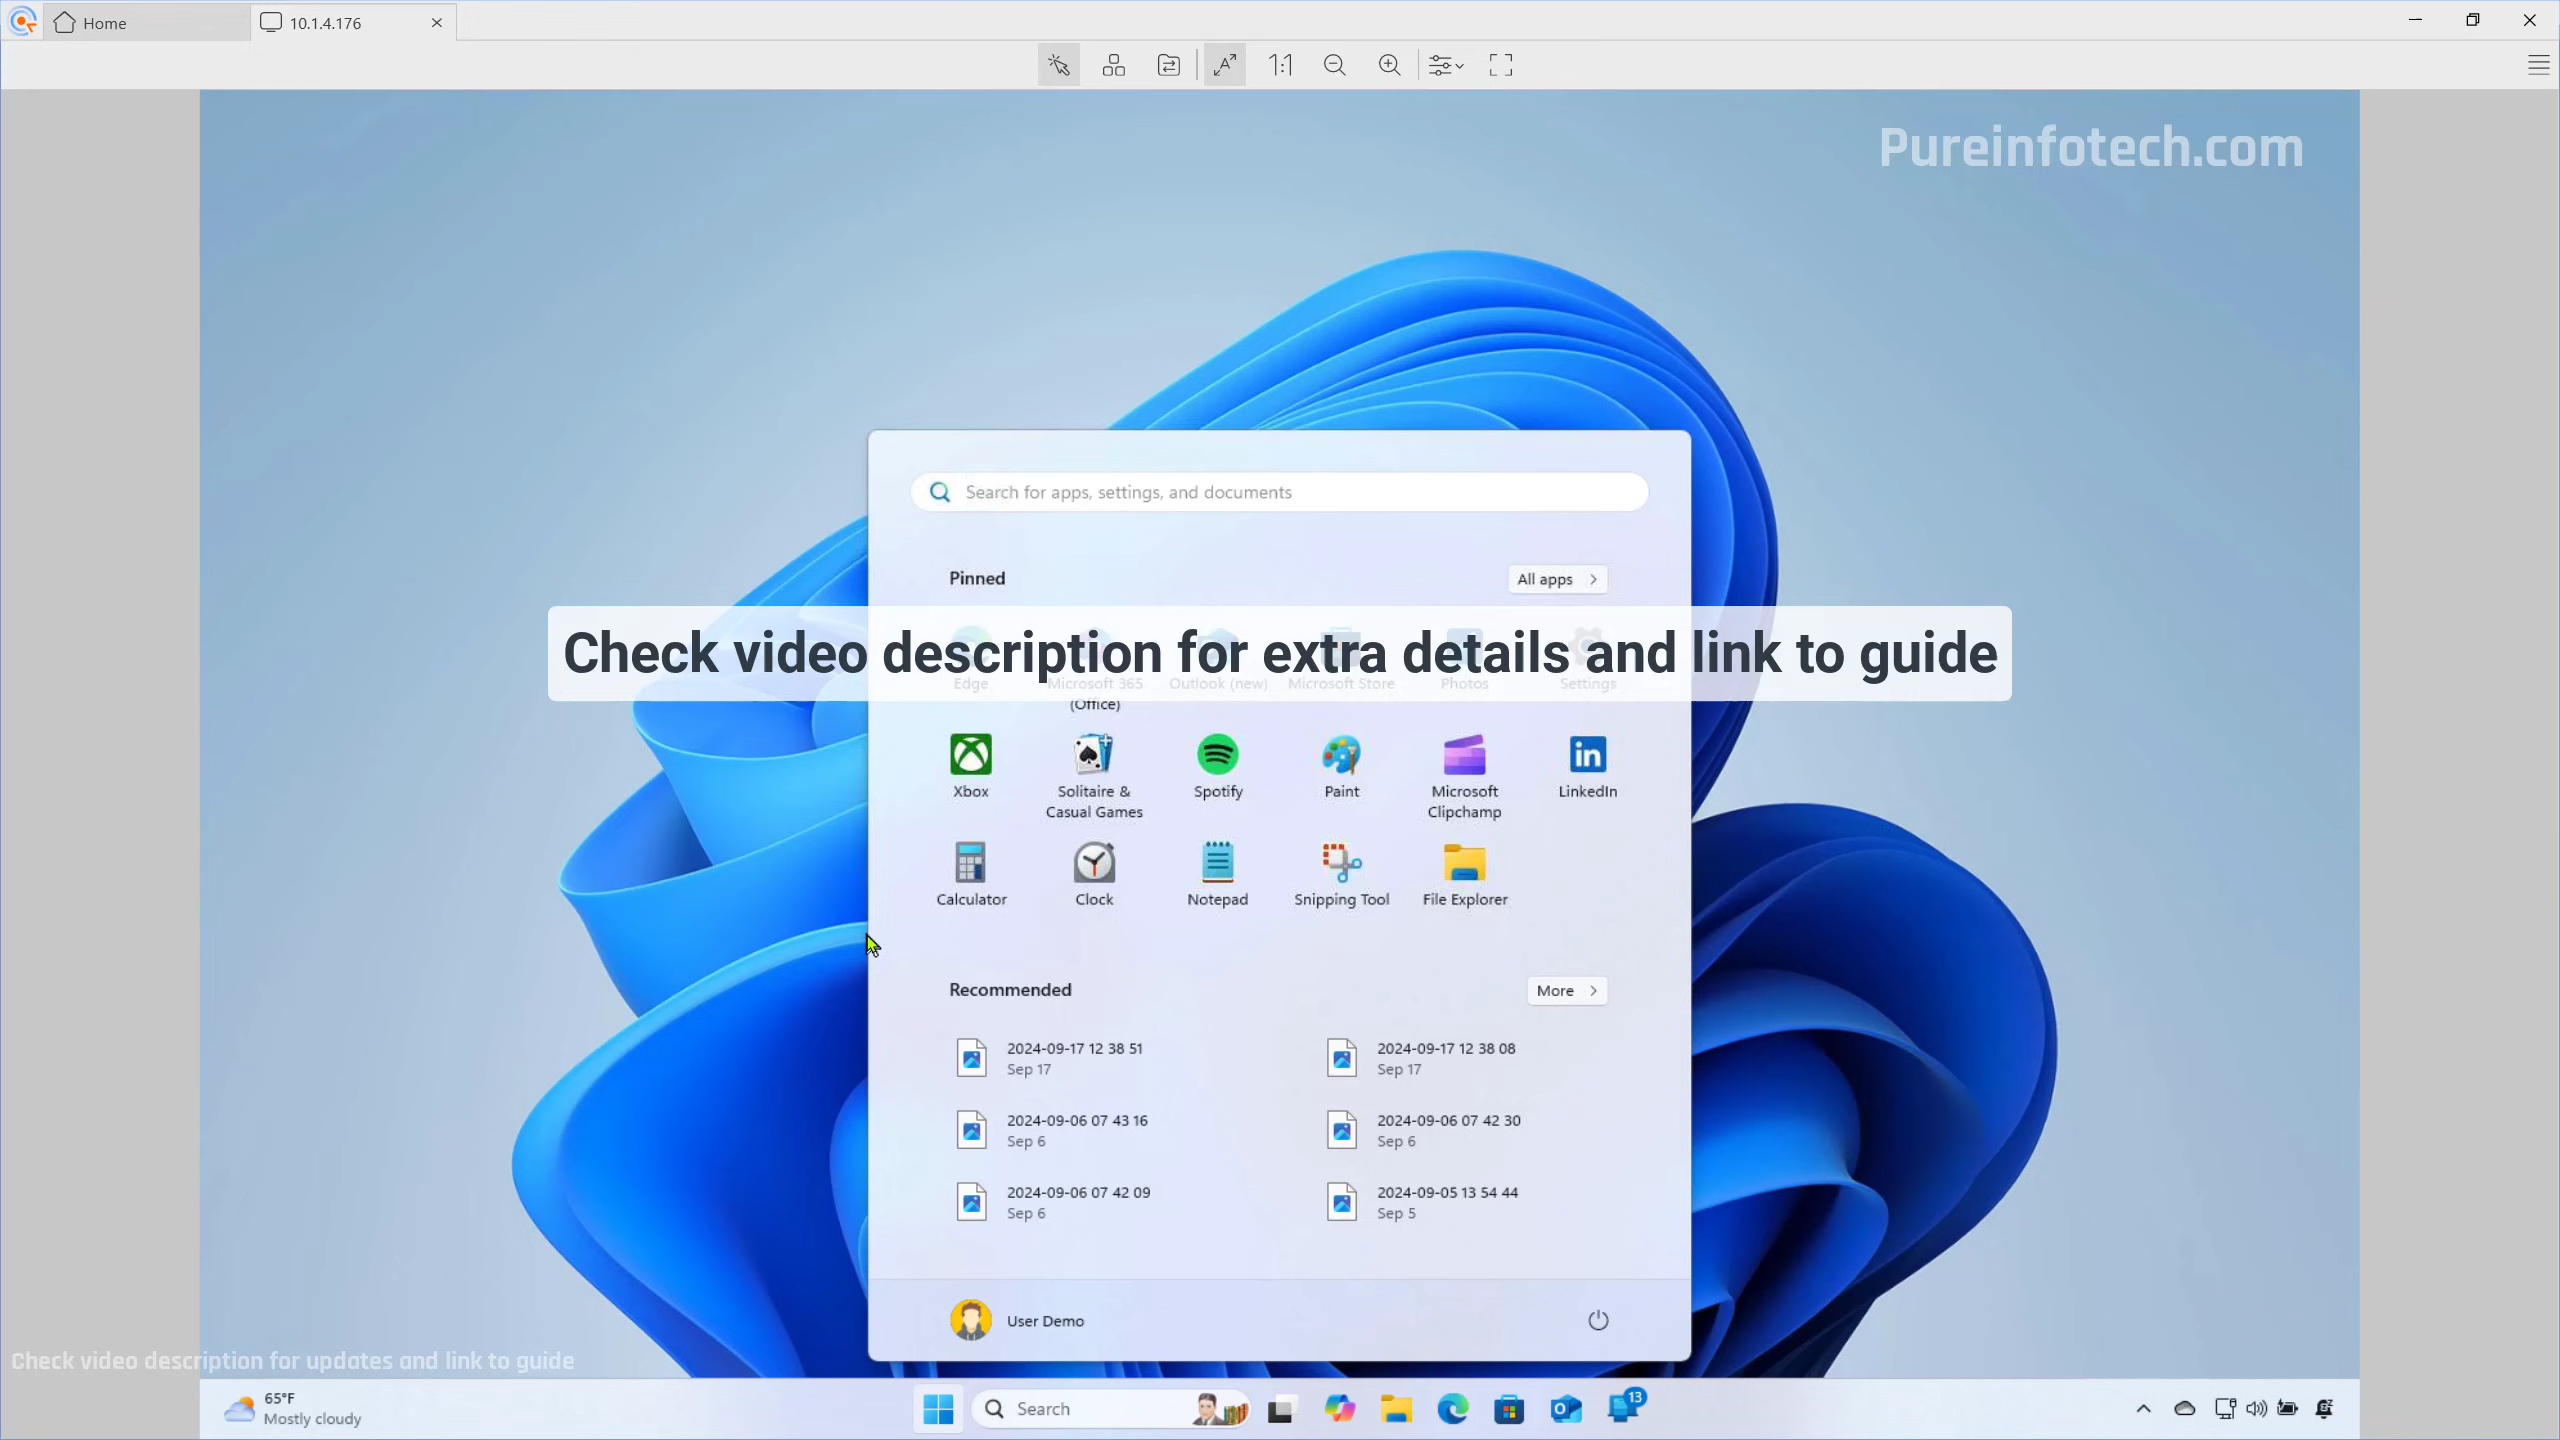 Home
10.1.4.176
1:1
Pureinfotech.com
Search for apps, settings, and documents
Pinned
All apps
Check video description for extra details and link to guide
Edge
Microsoft 365
(Office)
Outlook (new)
Microsoft Store
Photos
Settings
Xbox
Solitaire &
Casual Games
Spotify
Paint
Microsoft
Clipchamp
LinkedIn
Calculator
Clock
Notepad
Snipping Tool
File Explorer
Recommended
More
2024-09-17 12 38 51
Sep 17
2024-09-17 12 38 08
Sep 17
2024-09-06 07 43 16
Sep 6
2024-09-06 07 42 30
Sep 6
2024-09-06 07 42 09
Sep 6
2024-09-05 13 54 44
Sep 5
User Demo
Check video description for updates and link to guide
65°F
Mostly cloudy
Search
13